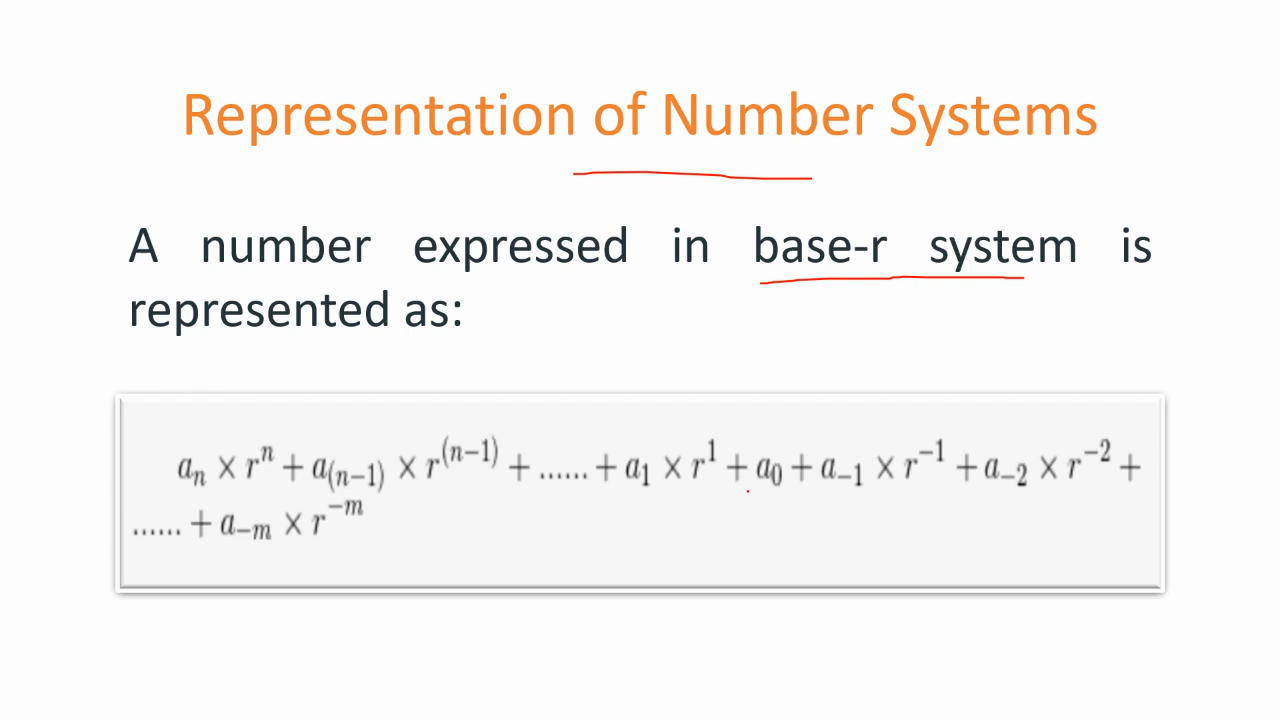 Representation of Number Systems
A number expressed in base-r system is
represented as:
aₙ × rⁿ + a₍ₙ₋₁₎ × r⁽ⁿ⁻¹⁾ + ...... + a₁ × r¹ + a₀ + a₋₁ × r⁻¹ + a₋₂ × r⁻² +
...... + a₋ₘ × r⁻ᵐ